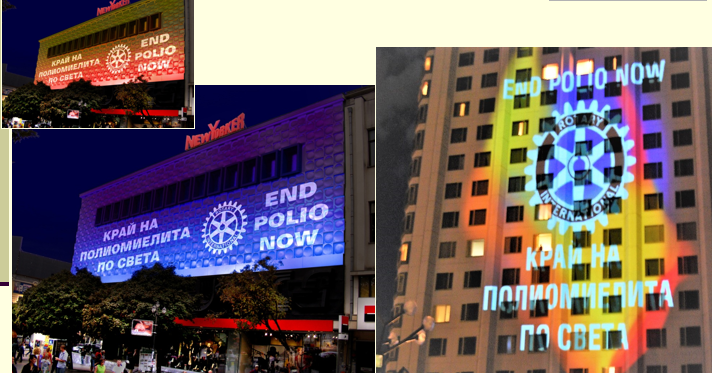 NEW YORKER
КРАЙ НА
ПОЛИОМИЕЛИТА
ПО СВЕТА
END
POLIO
NOW
NEW YORKER
КРАЙ НА
ПОЛИОМИЕЛИТА
ПО СВЕТА
END
POLIO
NOW
END POLIO NOW
ROTARY
INTERNATIONAL
КРАЙ НА
ПОЛИОМИЕЛИТА
ПО СВЕТА